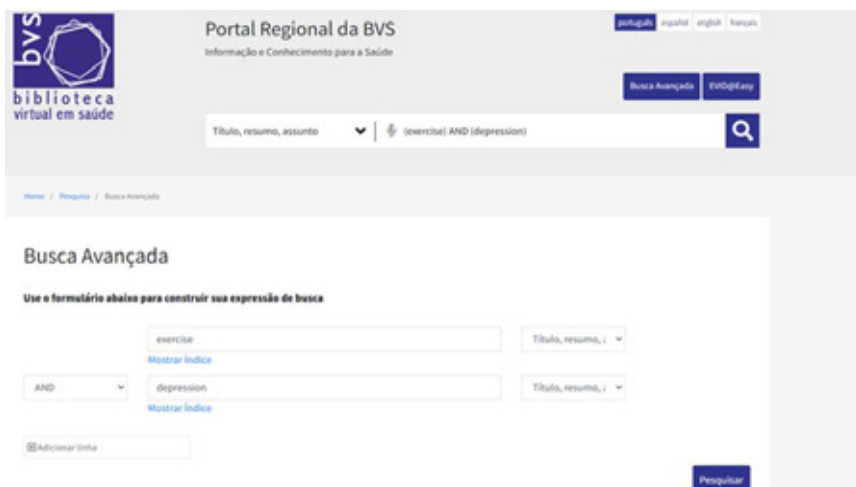 bvs
biblioteca
virtual em saúde
Portal Regional da BVS
Informação e Conhecimento para a Saúde
português español english français
Busca Avançada EVID@Easy
Título, resumo, assunto (exercise) AND (depression)
Home / Pesquisa / Busca Avançada
Busca Avançada
Use o formulário abaixo para construir sua expressão de busca
exercise Título, resumo, a
Mostrar Índice
AND depression Título, resumo, a
Mostrar Índice
Adicionar linha
Pesquisar